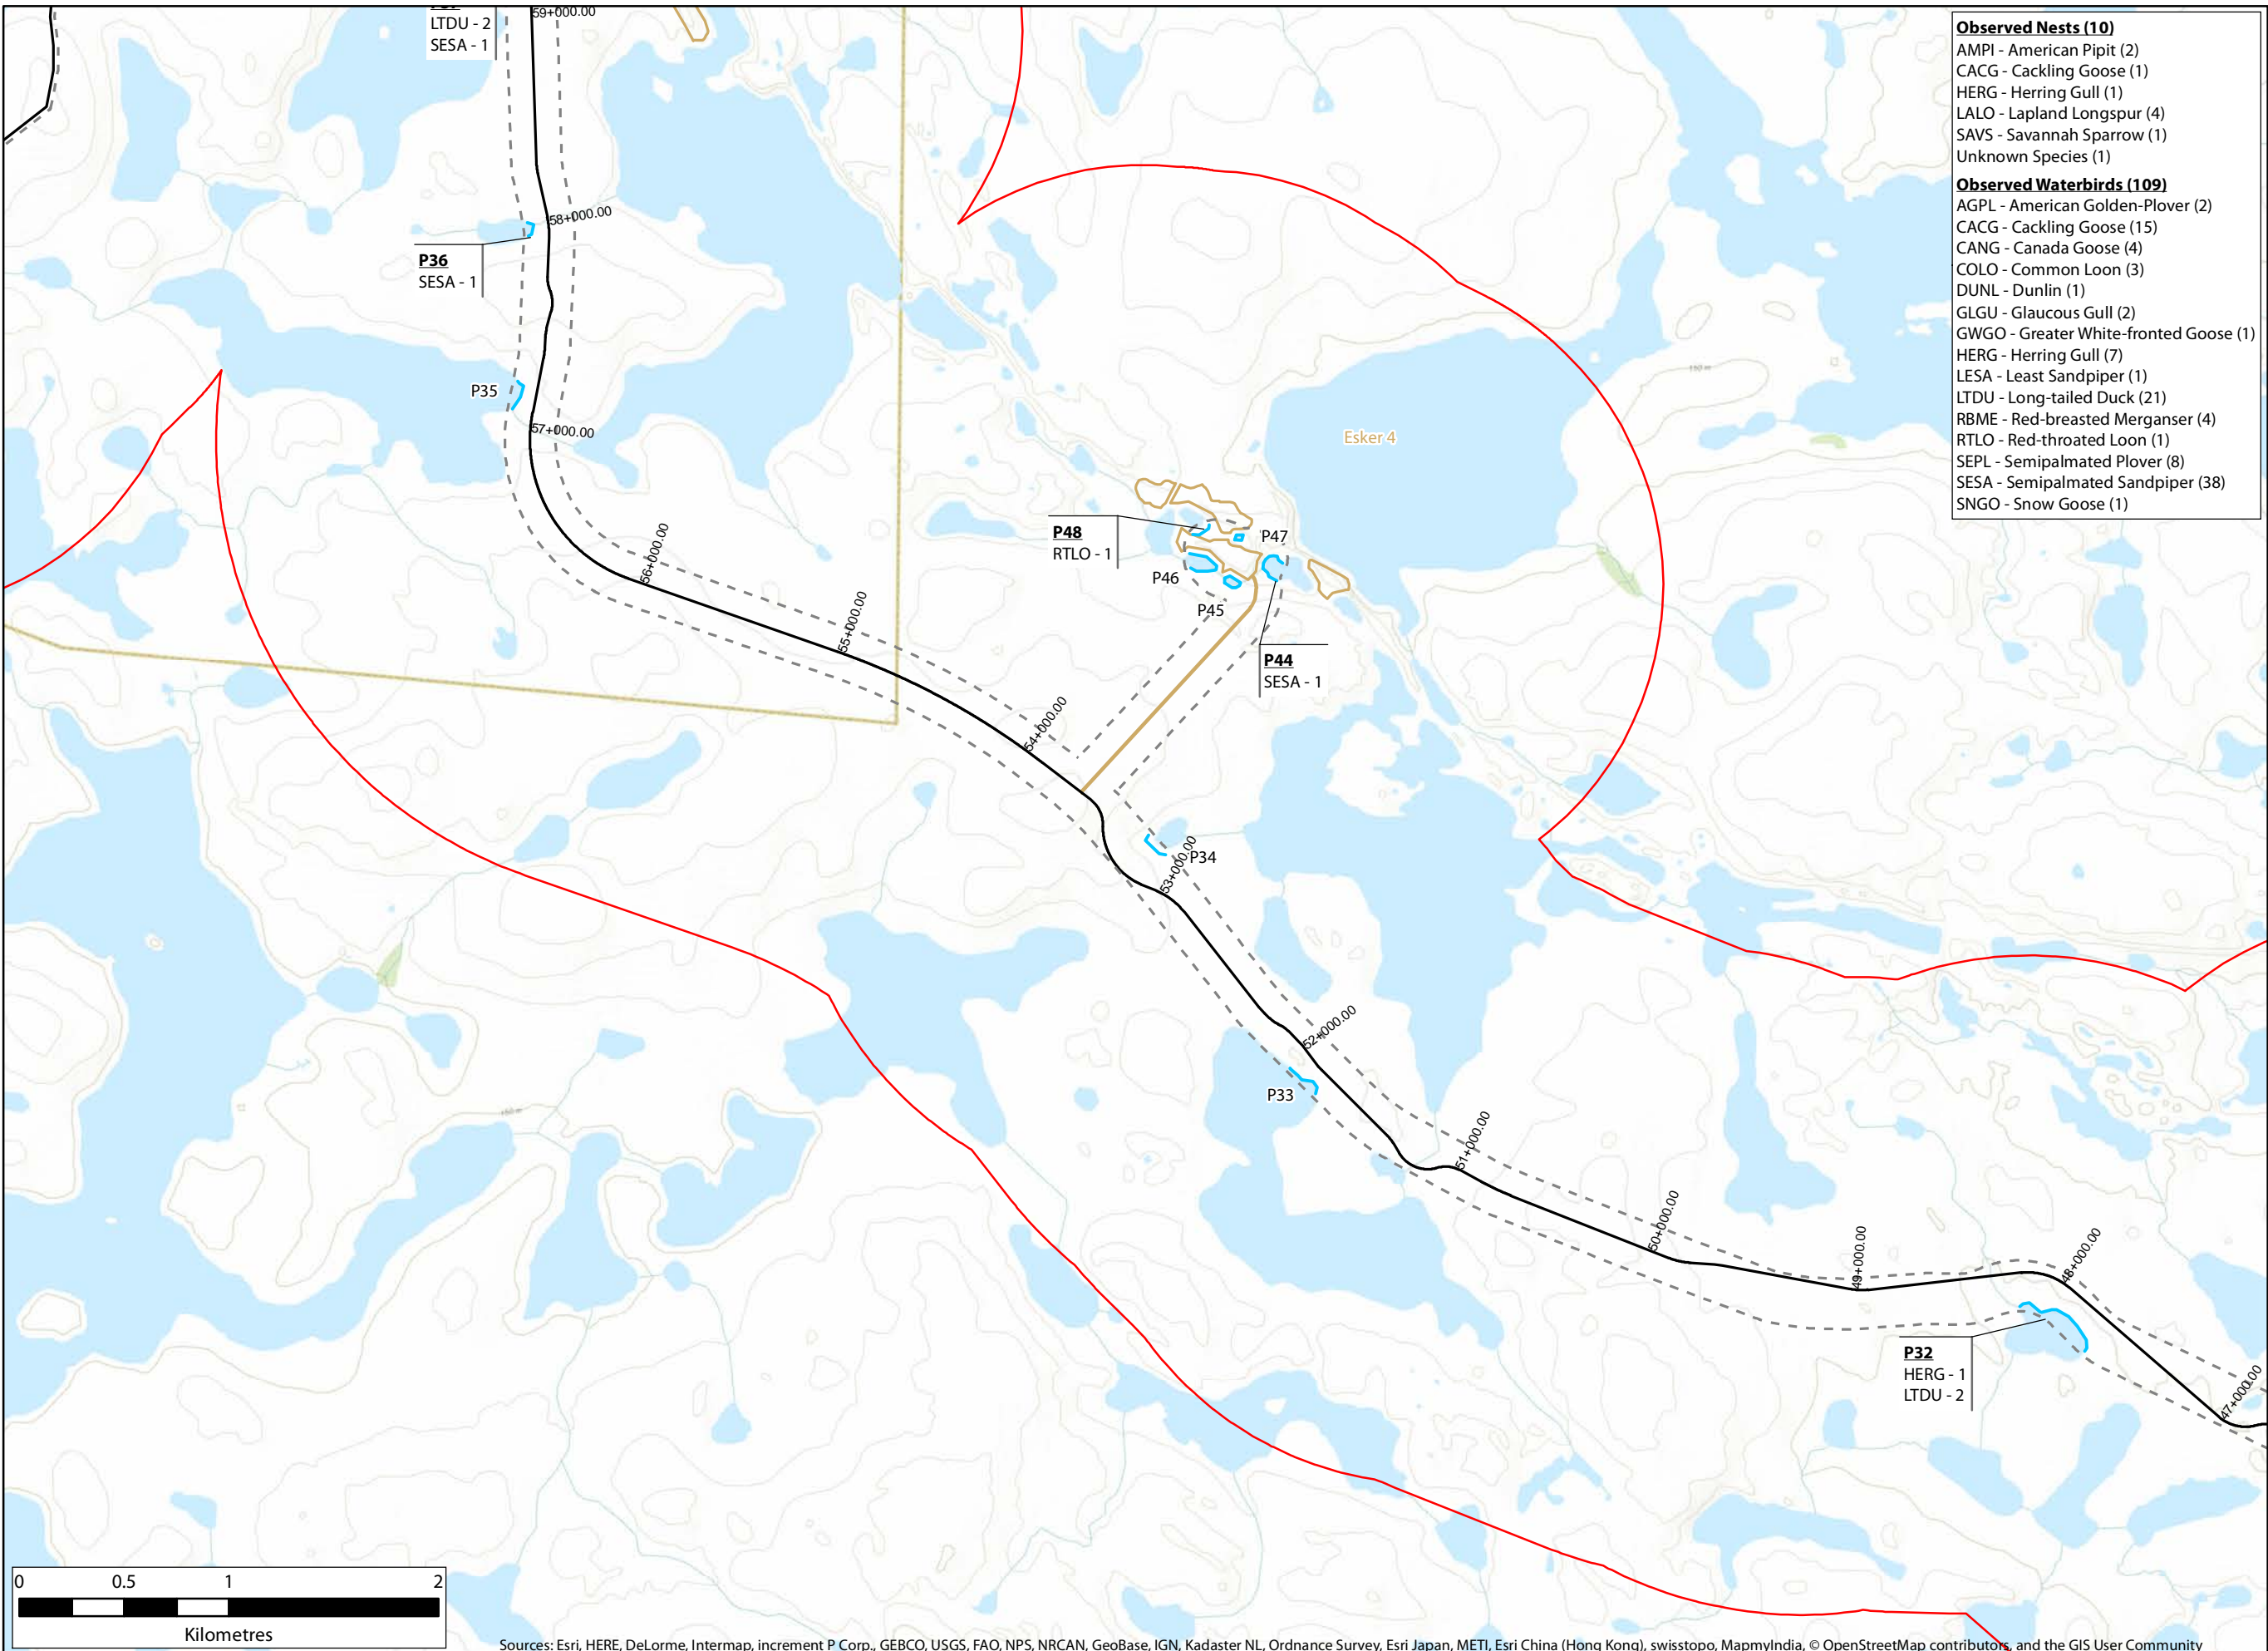 59+000.00
LTDU - 2
SESA - 1
58+000.00
P36
SESA - 1
P35
57+000.00
56+000.00
55+000.00
54+000.00
Esker 4
150 m
P48
RTLO - 1
P47
P46
P45
P44
SESA - 1
P34
53+000.00
52+000.00
P33
51+000.00
50+000.00
49+000.00
48+000.00
47+000.00
P32
HERG - 1
LTDU - 2
150 m
Observed Nests (10)
AMPI - American Pipit (2)
CACG - Cackling Goose (1)
HERG - Herring Gull (1)
LALO - Lapland Longspur (4)
SAVS - Savannah Sparrow (1)
Unknown Species (1)
Observed Waterbirds (109)
AGPL - American Golden-Plover (2)
CACG - Cackling Goose (15)
CANG - Canada Goose (4)
COLO - Common Loon (3)
DUNL - Dunlin (1)
GLGU - Glaucous Gull (2)
GWGO - Greater White-fronted Goose (1)
HERG - Herring Gull (7)
LESA - Least Sandpiper (1)
LTDU - Long-tailed Duck (21)
RBME - Red-breasted Merganser (4)
RTLO - Red-throated Loon (1)
SEPL - Semipalmated Plover (8)
SESA - Semipalmated Sandpiper (38)
SNGO - Snow Goose (1)
0 0.5 1 2
Kilometres
Sources: Esri, HERE, DeLorme, Intermap, increment P Corp., GEBCO, USGS, FAO, NPS, NRCAN, GeoBase, IGN, Kadaster NL, Ordnance Survey, Esri Japan, METI, Esri China (Hong Kong), swisstopo, MapmyIndia, © OpenStreetMap contributors, and the GIS User Community